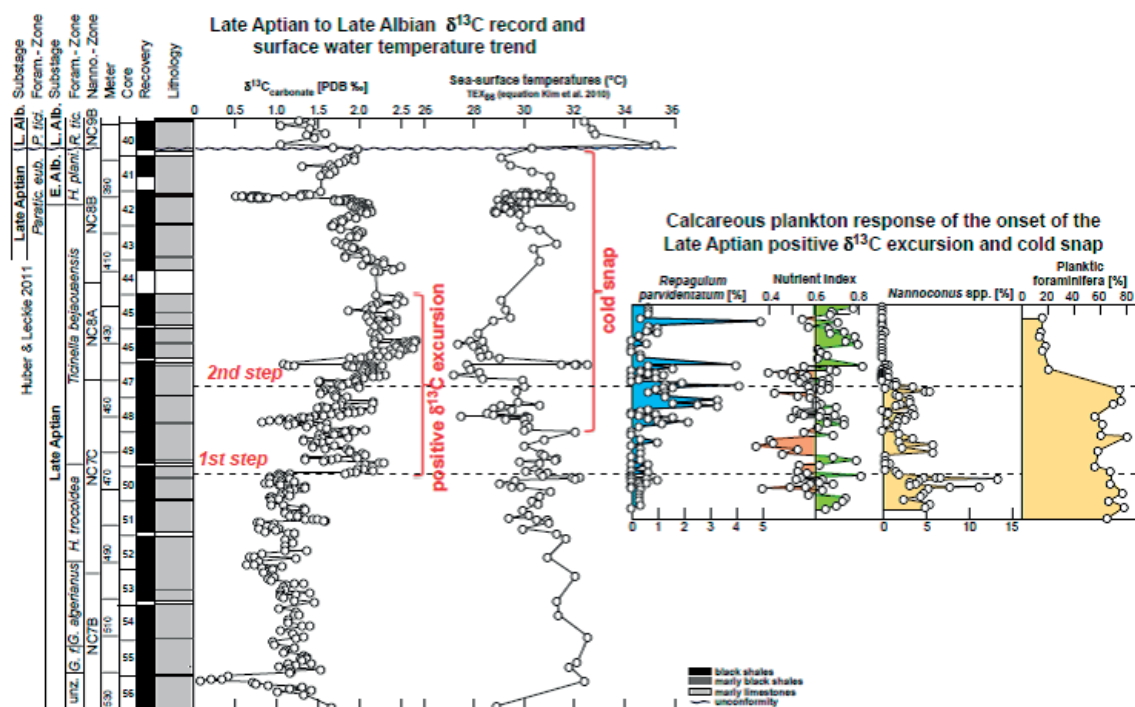 Late Aptian to Late Albian δ13C record and
surface water temperature trend
δ13Ccarbonate [PDB ‰]
Sea-surface temperatures (°C)
TEX86 (equation Kim et al. 2010)
0 0.5 1.0 1.5 2.0 2.5 26 28 30 32 34 36
Substage
Foram.- Zone
Substage
Foram.- Zone
Nanno.- Zone
Meter
Core
Recovery
Lithology
L. Alb.
P. tici.
L. Alb.
R. tic.
NC9B
Late Aptian
Paratic. eub.
E. Alb.
H. plani.
NC8B
Huber & Leckie 2011
Late Aptian
Ticinella bejaouaensis
NC8A
NC7C
H. trocoidea
G. algerianus
NC7B
G. f.
unz.
390
410
430
450
470
490
510
530
40
41
42
43
44
45
46
47
48
49
50
51
52
53
54
55
56
2nd step
1st step
positive δ13C excursion
cold snap
Calcareous plankton response of the onset of the
Late Aptian positive δ13C excursion and cold snap
Repagulum
parvidentatum [%]
Nutrient Index
0.4 0.6 0.8
Nannoconus spp. [%]
Planktic
foraminifera [%]
0 20 40 60 80
0 1 2 3 4 5
0 5 10 15
black shales
marly black shales
marly limestones
unconformity